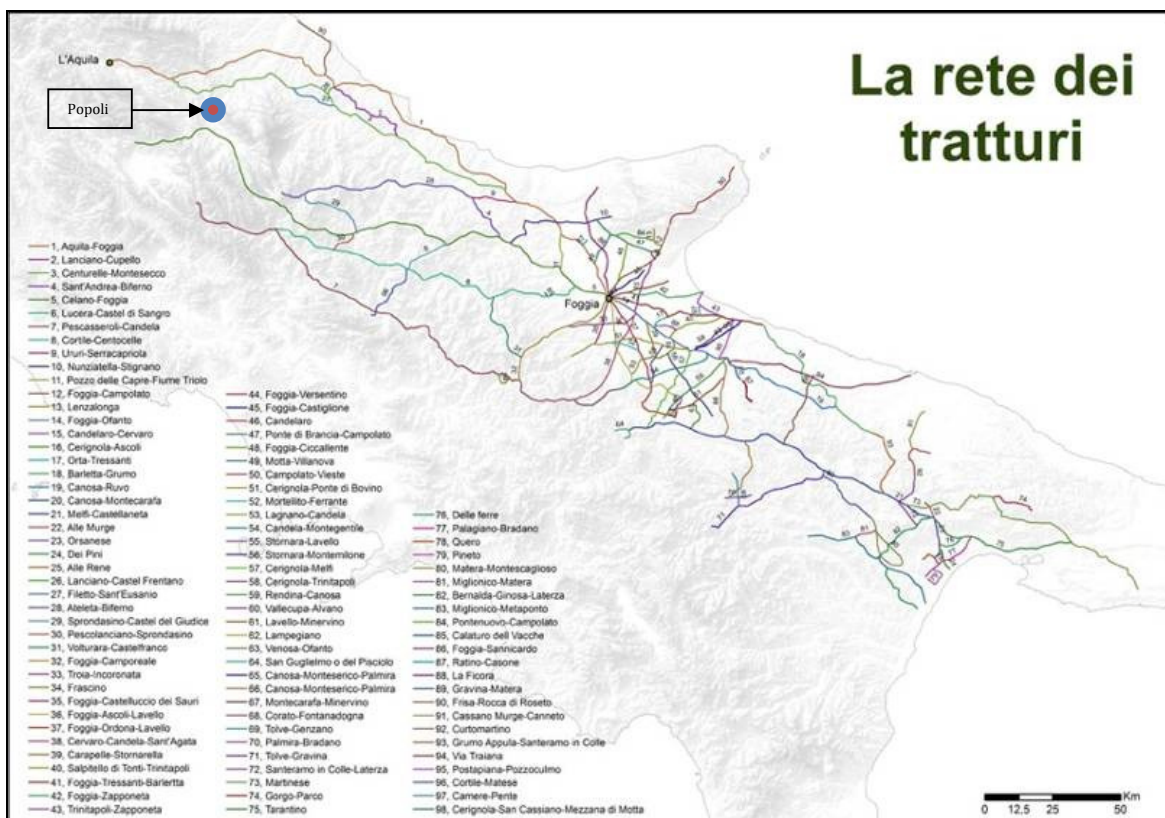 La rete dei
tratturi
L'Aquila
Popoli
Foggia
1, Aquila-Foggia
2, Lanciano-Cupello
3, Centurelle-Montesecco
4, Sant'Andrea-Biferno
5, Celano-Foggia
6, Lucera-Castel di Sangro
7, Pescasseroli-Candela
8, Cortile-Centocelle
9, Ururi-Serracapriola
10, Nunziatella-Stignano
11, Pozzo delle Capre-Fiume Triolo
12, Foggia-Campolato
13, Lenzalonga
14, Foggia-Ofanto
15, Candelaro-Cervaro
16, Cerignola-Ascoli
17, Orta-Tressanti
18, Barletta-Grumo
19, Canosa-Ruvo
20, Canosa-Montecarafa
21, Melfi-Castellaneta
22, Alle Murge
23, Orsanese
24, Dei Pini
25, Alle Rene
26, Lanciano-Castel Frentano
27, Filetto-Sant'Eusanio
28, Ateleta-Biferno
29, Sprondasino-Castel del Giudice
30, Pescolanciano-Sprondasino
31, Volturara-Castelfranco
32, Foggia-Camporeale
33, Troia-Incoronata
34, Frascino
35, Foggia-Castelluccio dei Sauri
36, Foggia-Ascoli-Lavello
37, Foggia-Ordona-Lavello
38, Cervaro-Candela-Sant'Agata
39, Carapelle-Stornarella
40, Salpitello di Tonti-Trinitapoli
41, Foggia-Tressanti-Barlertta
42, Foggia-Zapponeta
43, Trinitapoli-Zapponeta
44, Foggia-Versentino
45, Foggia-Castiglione
46, Candelaro
47, Ponte di Brancia-Campolato
48, Foggia-Ciccallente
49, Motta-Villanova
50, Campolato-Vieste
51, Cerignola-Ponte di Bovino
52, Mortellito-Ferrante
53, Lagnano-Candela
54, Candela-Montegentile
55, Stornara-Lavello
56, Stornara-Montemilone
57, Cerignola-Melfi
58, Cerignola-Trinitapoli
59, Rendina-Canosa
60, Vallecupa-Alvano
61, Lavello-Minervino
62, Lampegiano
63, Venosa-Ofanto
64, San Guglielmo o del Pisciolo
65, Canosa-Monteserico-Palmira
66, Canosa-Monteserico-Palmira
67, Montecarafa-Minervino
68, Corato-Fontanadogna
69, Tolve-Genzano
70, Palmira-Bradano
71, Tolve-Gravina
72, Santeramo in Colle-Laterza
73, Martinese
74, Gorgo-Parco
75, Tarantino
76, Delle ferre
77, Palagiano-Bradano
78, Quero
79, Pineto
80, Matera-Montescaglioso
81, Miglionico-Matera
82, Bernalda-Ginosa-Laterza
83, Miglionico-Metaponto
84, Pontenuovo-Campolato
85, Calaturo dell Vacche
86, Foggia-Sannicardo
87, Ratino-Casone
88, La Ficora
89, Gravina-Matera
90, Frisa-Rocca di Roseto
91, Cassano Murge-Canneto
92, Curtomartino
93, Grumo Appula-Santeramo in Colle
94, Via Traiana
95, Postapiana-Pozzoculmo
96, Cortile-Matese
97, Camere-Pente
98, Cerignola-San Cassiano-Mezzana di Motta
Km
0 12,5 25 50